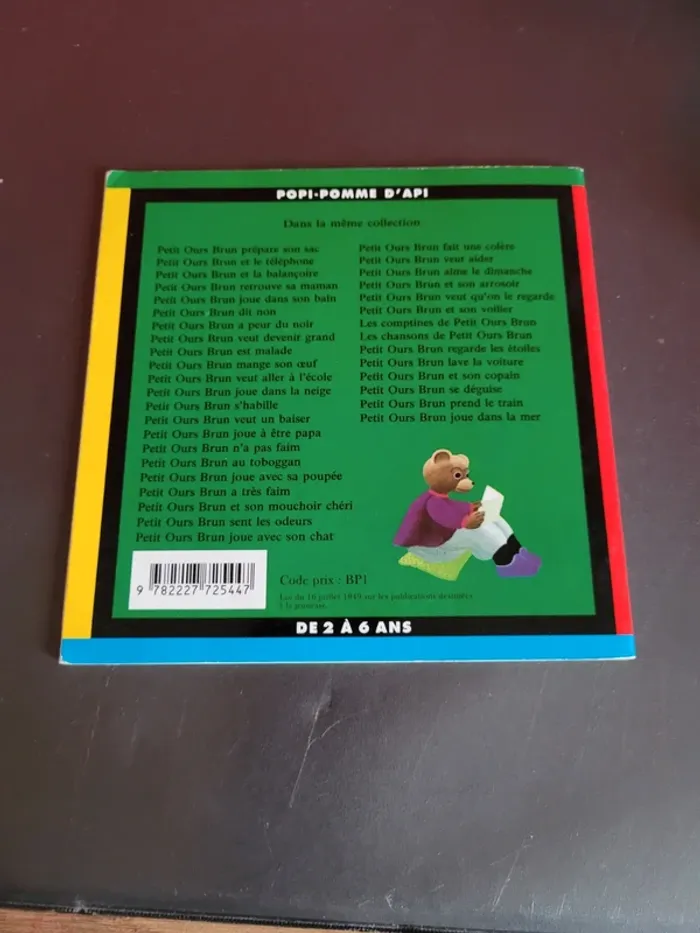 POPI-POMME D'API
Dans la même collection
Petit Ours Brun prépare son sac
Petit Ours Brun et le téléphone
Petit Ours Brun et la balançoire
Petit Ours Brun retrouve sa maman
Petit Ours Brun joue dans son bain
Petit Ours Brun dit non
Petit Ours Brun a peur du noir
Petit Ours Brun veut devenir grand
Petit Ours Brun est malade
Petit Ours Brun mange son œuf
Petit Ours Brun veut aller à l'école
Petit Ours Brun joue dans la neige
Petit Ours Brun s'habille
Petit Ours Brun veut un baiser
Petit Ours Brun joue à être papa
Petit Ours Brun n'a pas faim
Petit Ours Brun au toboggan
Petit Ours Brun joue avec sa poupée
Petit Ours Brun a très faim
Petit Ours Brun et son mouchoir chéri
Petit Ours Brun sent les odeurs
Petit Ours Brun joue avec son chat
Petit Ours Brun fait une colère
Petit Ours Brun veut aider
Petit Ours Brun aime le dimanche
Petit Ours Brun et son arrosoir
Petit Ours Brun veut qu'on le regarde
Petit Ours Brun et son voilier
Les comptines de Petit Ours Brun
Les chansons de Petit Ours Brun
Petit Ours Brun regarde les étoiles
Petit Ours Brun lave la voiture
Petit Ours Brun et son copain
Petit Ours Brun se déguise
Petit Ours Brun prend le train
Petit Ours Brun joue dans la mer
9 782227 725447
Code prix : BP1
Loi du 16 juillet 1949 sur les publications destinées
à la jeunesse.
DE 2 À 6 ANS